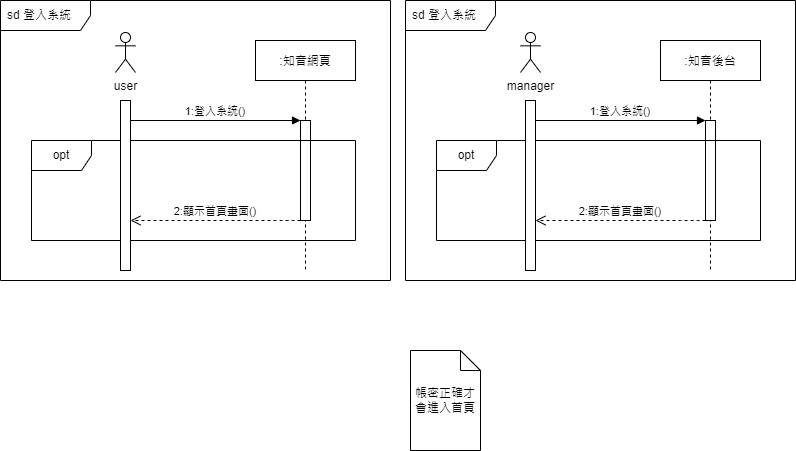 sd 登入系統
:知音網頁
user
1:登入系統()
opt
2:顯示首頁畫面()
sd 登入系統
:知音後台
manager
1:登入系統()
opt
2:顯示首頁畫面()
帳密正確才
會進入首頁